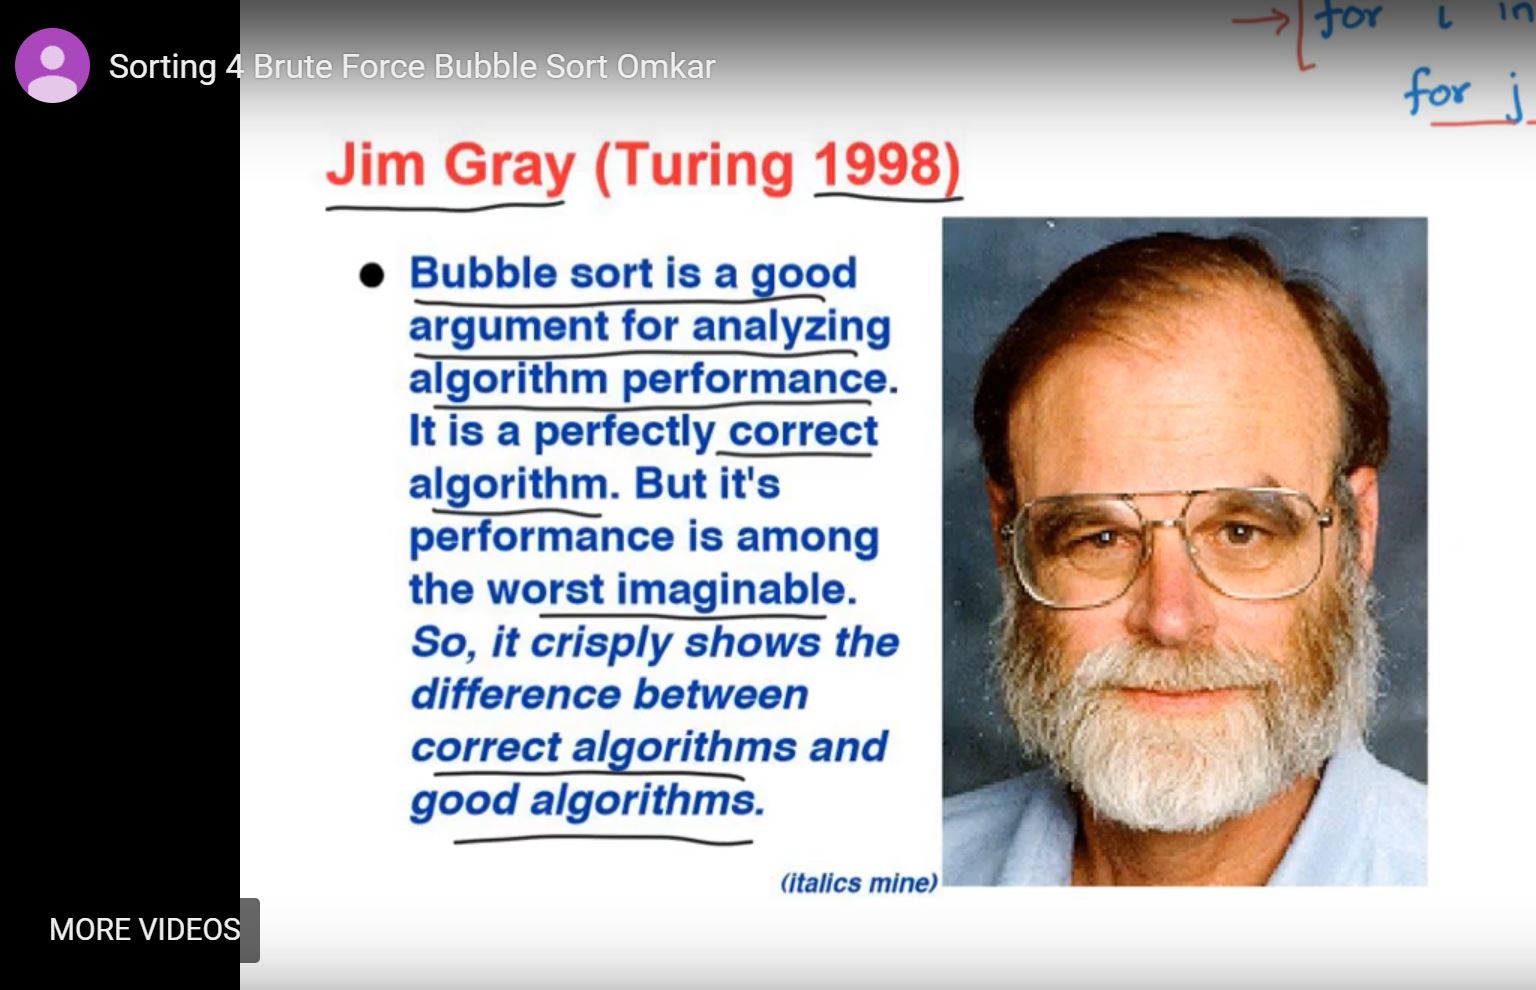 Sorting 4 Brute Force Bubble Sort Omkar
for i in
for j
Jim Gray (Turing 1998)
● Bubble sort is a good
argument for analyzing
algorithm performance.
It is a perfectly correct
algorithm. But it's
performance is among
the worst imaginable.
So, it crisply shows the
difference between
correct algorithms and
good algorithms.
(italics mine)
MORE VIDEOS